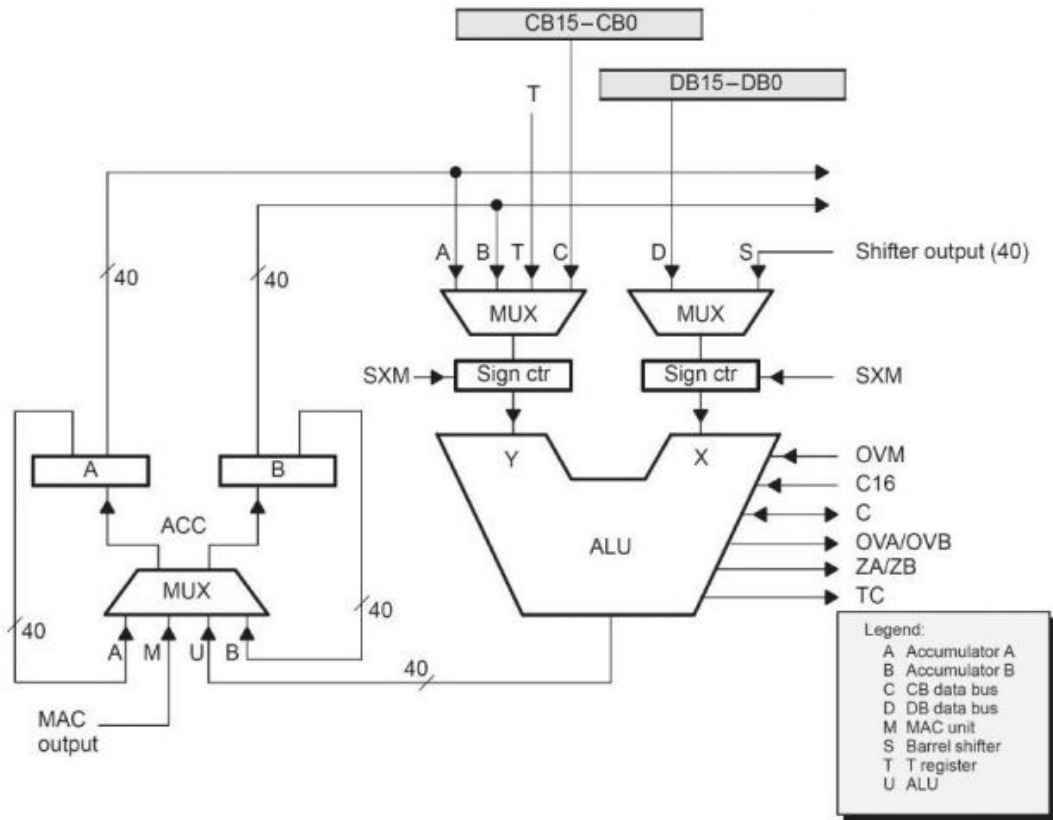 CB15–CB0
DB15–DB0
T
A B T C
D S
Shifter output (40)
40
40
MUX
MUX
SXM
Sign ctr
Sign ctr
SXM
A
B
Y
X
OVM
C16
C
ACC
ALU
OVA/OVB
MUX
ZA/ZB
40
40
TC
A M U B
40
MAC
output
Legend:
A Accumulator A
B Accumulator B
C CB data bus
D DB data bus
M MAC unit
S Barrel shifter
T T register
U ALU